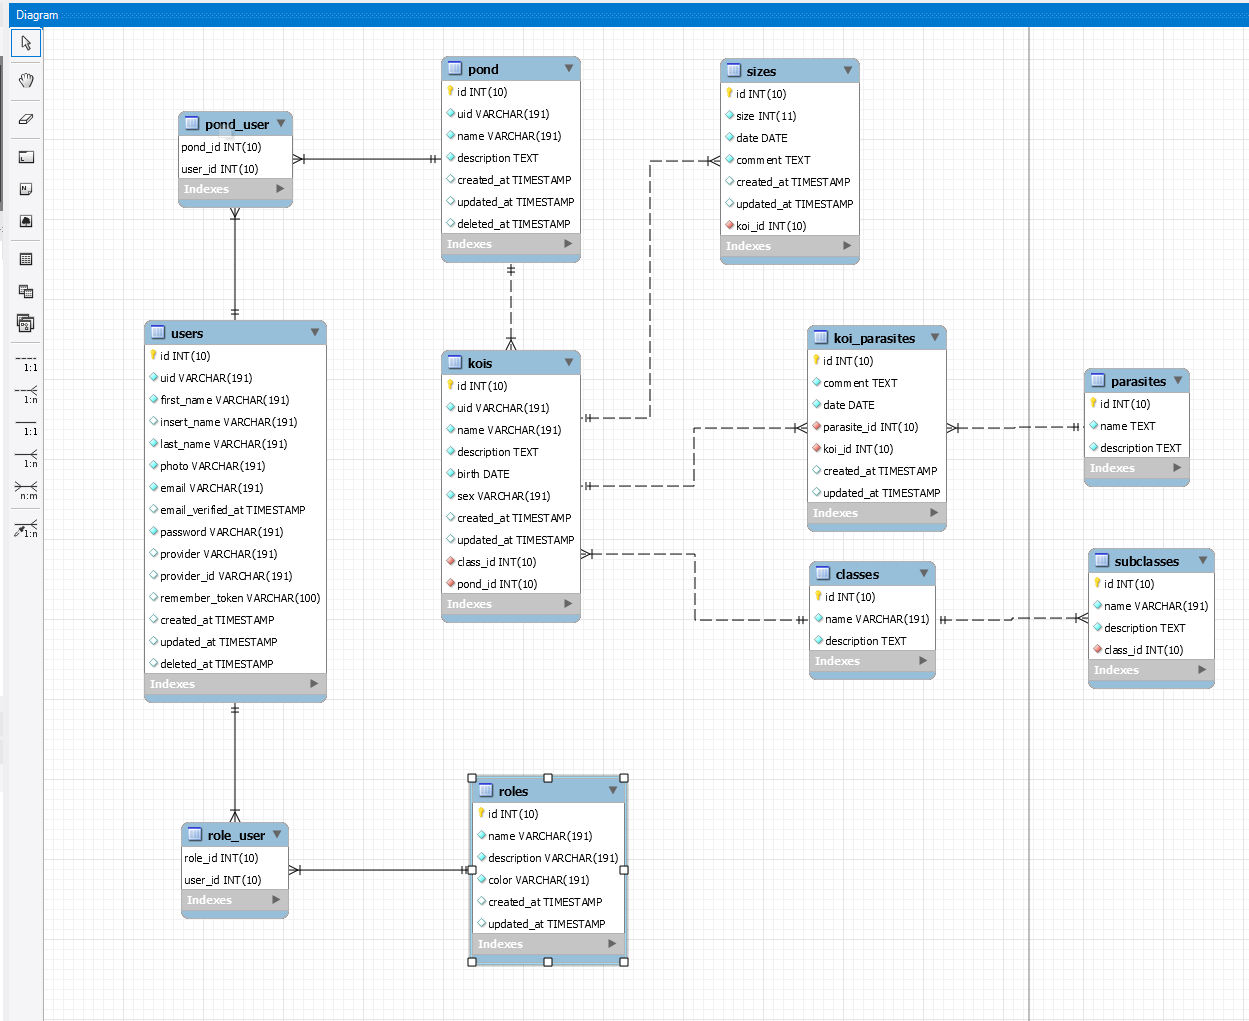 Diagram
1:1
1:n
1:1
1:n
n:m
1:n
pond_user
pond_id INT(10)
user_id INT(10)
Indexes
pond
id INT(10)
uid VARCHAR(191)
name VARCHAR(191)
description TEXT
created_at TIMESTAMP
updated_at TIMESTAMP
deleted_at TIMESTAMP
Indexes
sizes
id INT(10)
size INT(11)
date DATE
comment TEXT
created_at TIMESTAMP
updated_at TIMESTAMP
koi_id INT(10)
Indexes
users
id INT(10)
uid VARCHAR(191)
first_name VARCHAR(191)
insert_name VARCHAR(191)
last_name VARCHAR(191)
photo VARCHAR(191)
email VARCHAR(191)
email_verified_at TIMESTAMP
password VARCHAR(191)
provider VARCHAR(191)
provider_id VARCHAR(191)
remember_token VARCHAR(100)
created_at TIMESTAMP
updated_at TIMESTAMP
deleted_at TIMESTAMP
Indexes
kois
id INT(10)
uid VARCHAR(191)
name VARCHAR(191)
description TEXT
birth DATE
sex VARCHAR(191)
created_at TIMESTAMP
updated_at TIMESTAMP
class_id INT(10)
pond_id INT(10)
Indexes
koi_parasites
id INT(10)
comment TEXT
date DATE
parasite_id INT(10)
koi_id INT(10)
created_at TIMESTAMP
updated_at TIMESTAMP
Indexes
parasites
id INT(10)
name TEXT
description TEXT
Indexes
classes
id INT(10)
name VARCHAR(191)
description TEXT
Indexes
subclasses
id INT(10)
name VARCHAR(191)
description TEXT
class_id INT(10)
Indexes
role_user
role_id INT(10)
user_id INT(10)
Indexes
roles
id INT(10)
name VARCHAR(191)
description VARCHAR(191)
color VARCHAR(191)
created_at TIMESTAMP
updated_at TIMESTAMP
Indexes